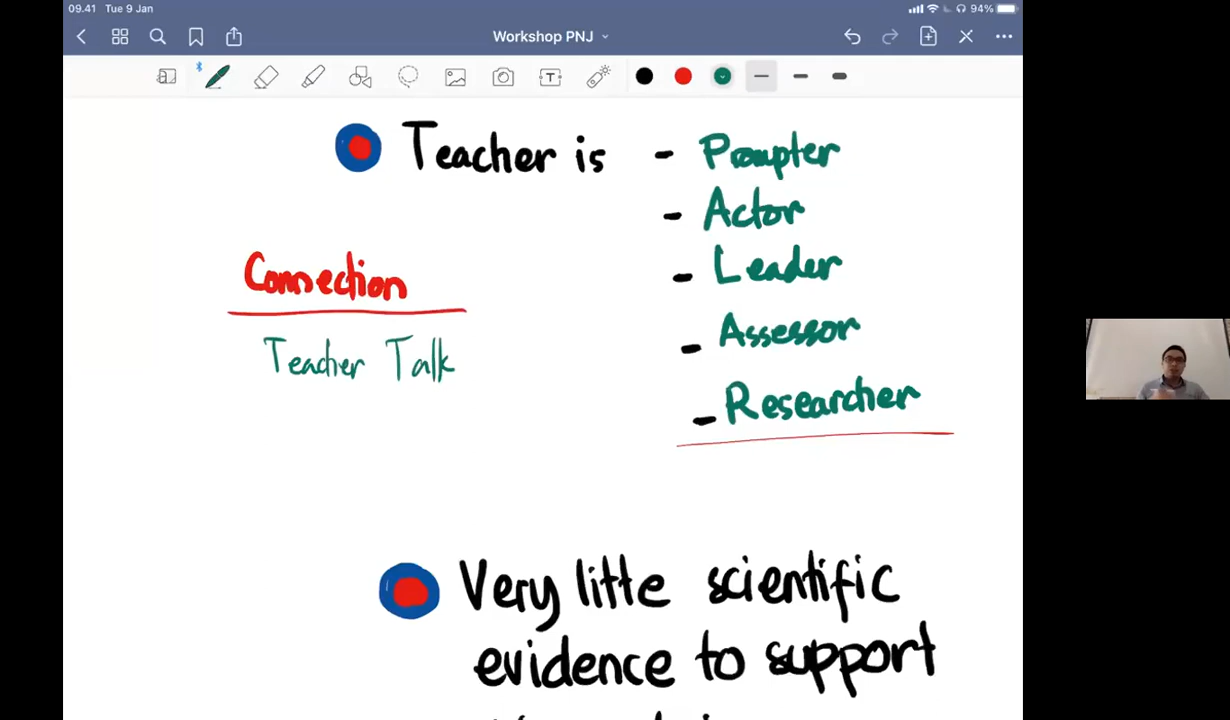 09.41 Tue 9 Jan
94%
Workshop PNJ
T
Teacher is
- Prompter
- Actor
- Leader
- Assessor
- Researcher
Connection
Teacher Talk
Very litte scientific
evidence to support